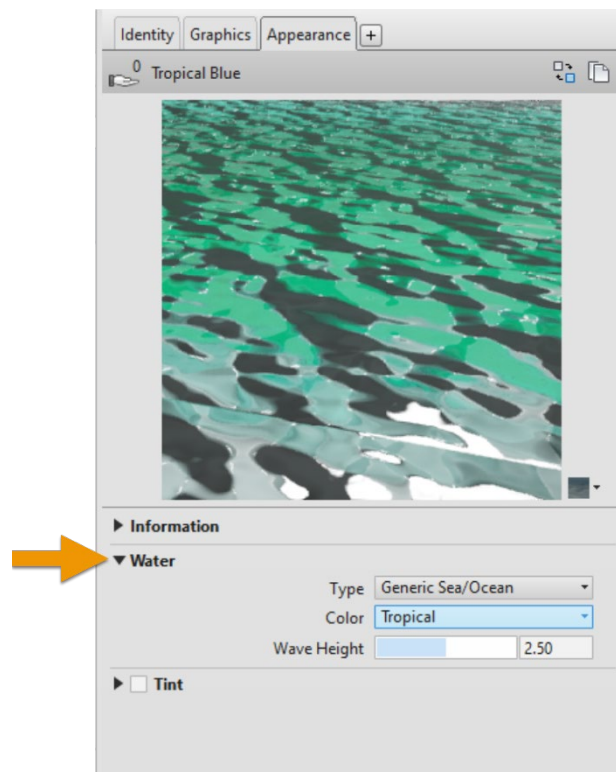 Identity Graphics Appearance +
0 Tropical Blue
Information
Water
Type Generic Sea/Ocean
Color Tropical
Wave Height 2.50
Tint